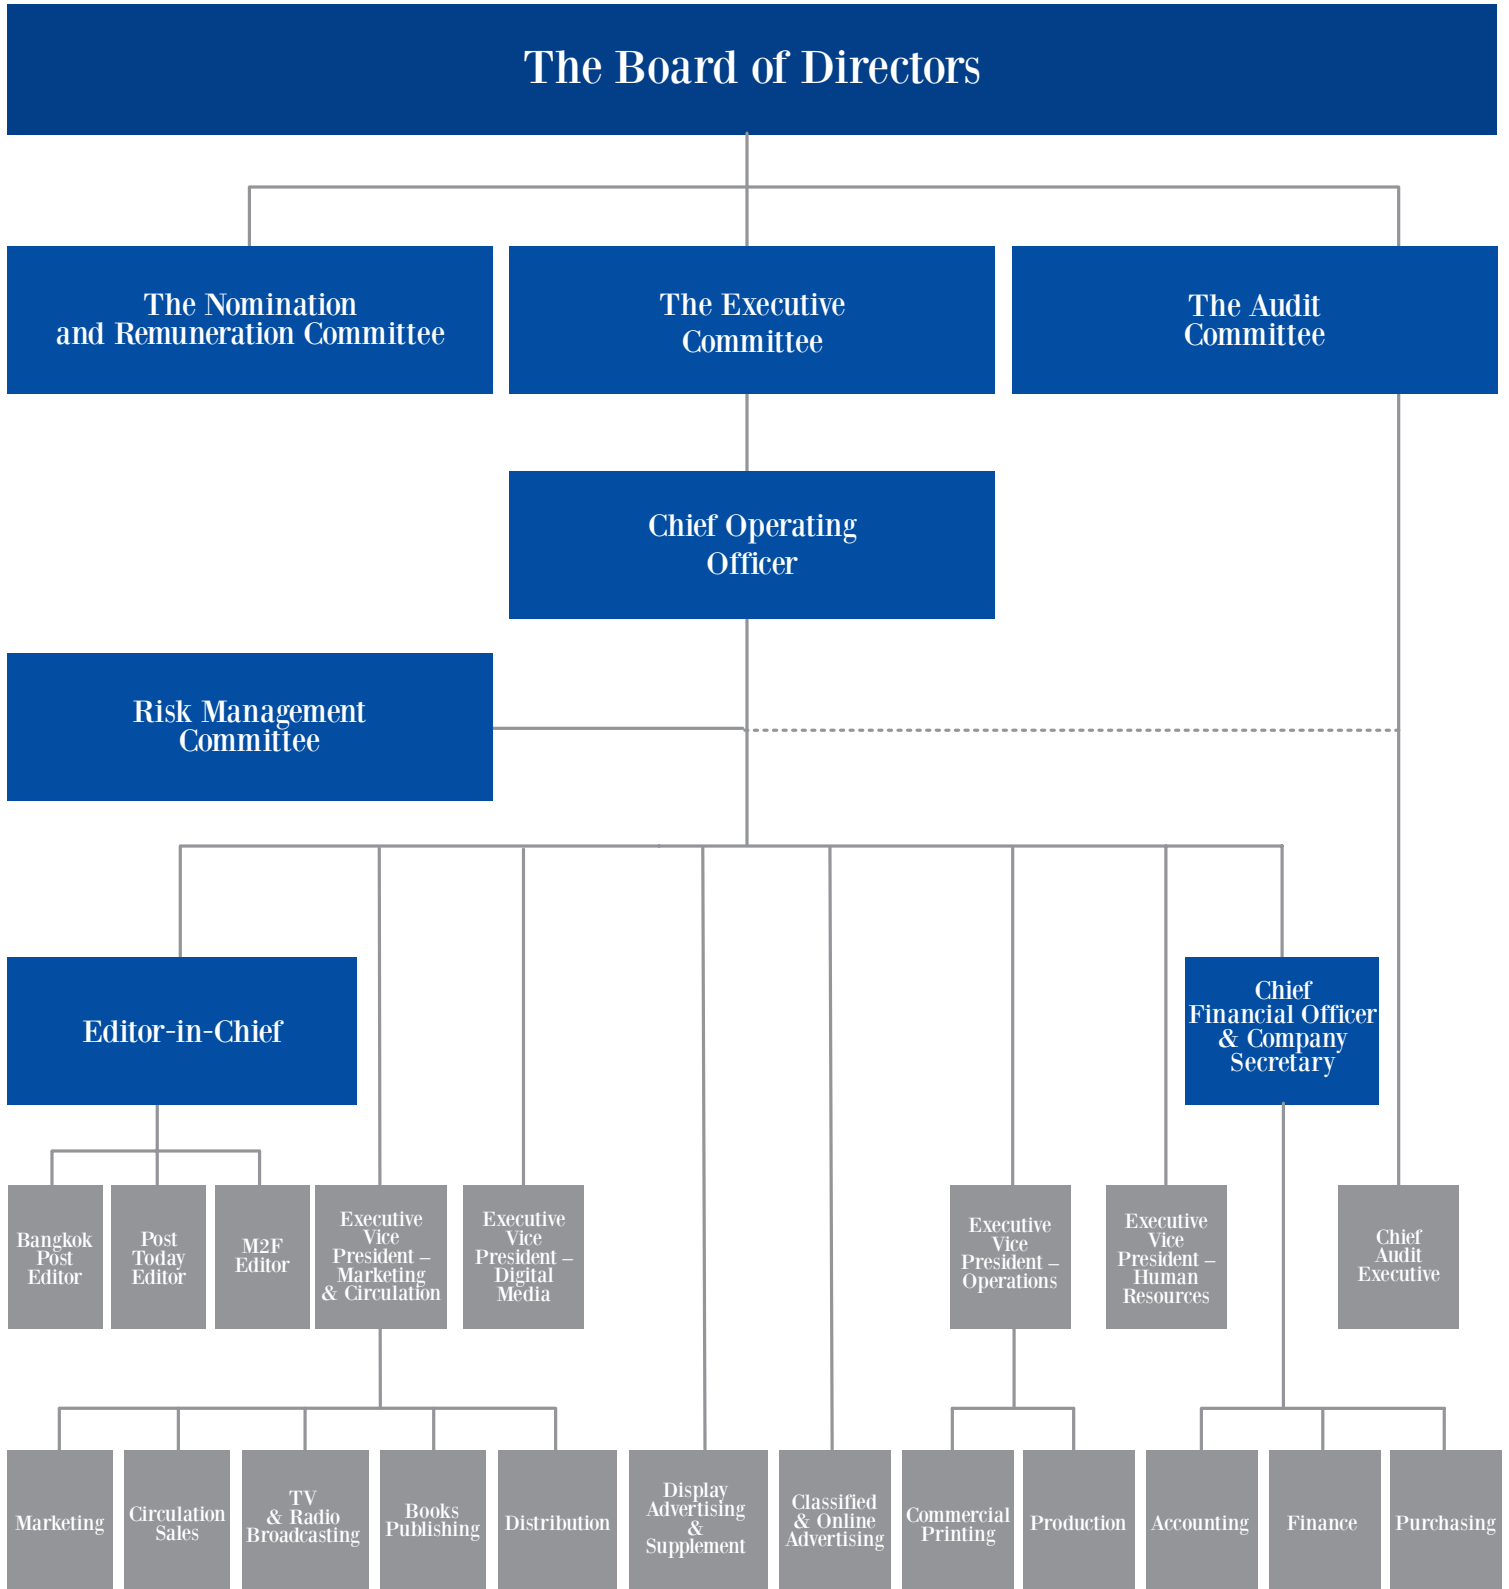 The Board of Directors
The Nomination
and Remuneration Committee
The Executive
Committee
The Audit
Committee
Chief Operating
Officer
Risk Management
Committee
Editor-in-Chief
Chief
Financial Officer
& Company
Secretary
Bangkok
Post
Editor
Post
Today
Editor
M2F
Editor
Executive
Vice
President –
Marketing
& Circulation
Executive
Vice
President –
Digital
Media
Executive
Vice
President –
Operations
Executive
Vice
President –
Human
Resources
Chief
Audit
Executive
Marketing
Circulation
Sales
TV
& Radio
Broadcasting
Books
Publishing
Distribution
Display
Advertising
&
Supplement
Classified
& Online
Advertising
Commercial
Printing
Production
Accounting
Finance
Purchasing